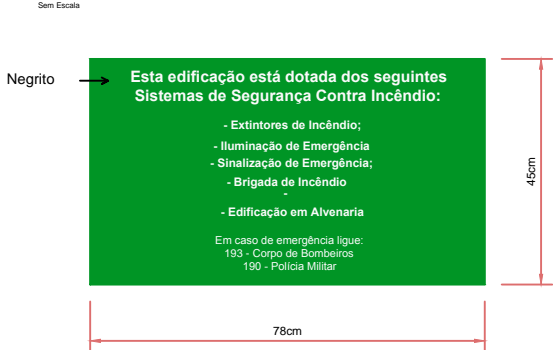 Sem Escala
Negrito
Esta edificação está dotada dos seguintes
Sistemas de Segurança Contra Incêndio:
- Extintores de Incêndio;
- Iluminação de Emergência
- Sinalização de Emergência;
- Brigada de Incêndio
-
- Edificação em Alvenaria
Em caso de emergência ligue:
193 - Corpo de Bombeiros
190 - Polícia Militar
45cm
78cm